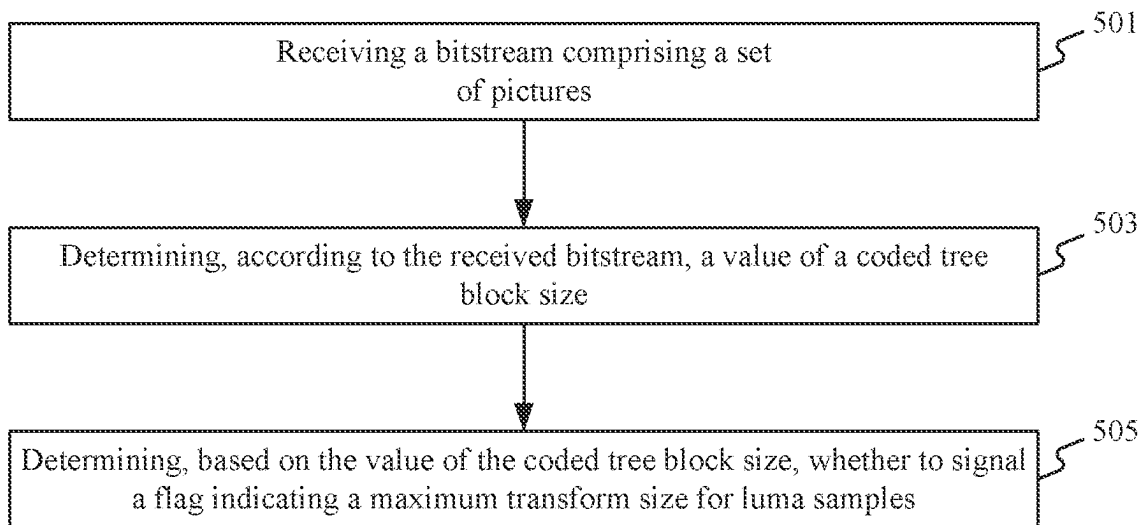 Receiving a bitstream comprising a set
of pictures
501
Determining, according to the received bitstream, a value of a coded tree
block size
503
Determining, based on the value of the coded tree block size, whether to signal
a flag indicating a maximum transform size for luma samples
505